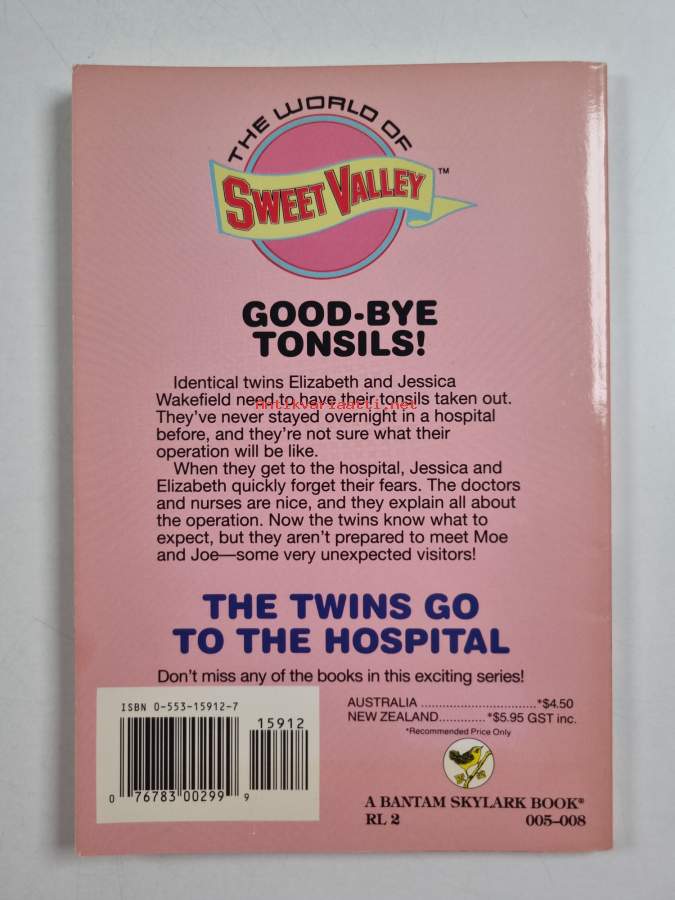 THE WORLD OF
SWEET VALLEY™
GOOD-BYE
TONSILS!
Identical twins Elizabeth and Jessica
Wakefield need to have their tonsils taken out.
Antikvariaatti.net
They've never stayed overnight in a hospital
before, and they're not sure what their
operation will be like.
When they get to the hospital, Jessica and
Elizabeth quickly forget their fears. The doctors
and nurses are nice, and they explain all about
the operation. Now the twins know what to
expect, but they aren't prepared to meet Moe
and Joe—some very unexpected visitors!
THE TWINS GO
TO THE HOSPITAL
Don't miss any of the books in this exciting series!
ISBN 0-553-15912-7
15912
0 76783 00299 9
AUSTRALIA ................................*$4.50
NEW ZEALAND............. *$5.95 GST inc.
*Recommended Price Only
A BANTAM SKYLARK BOOK®
RL 2 005–008